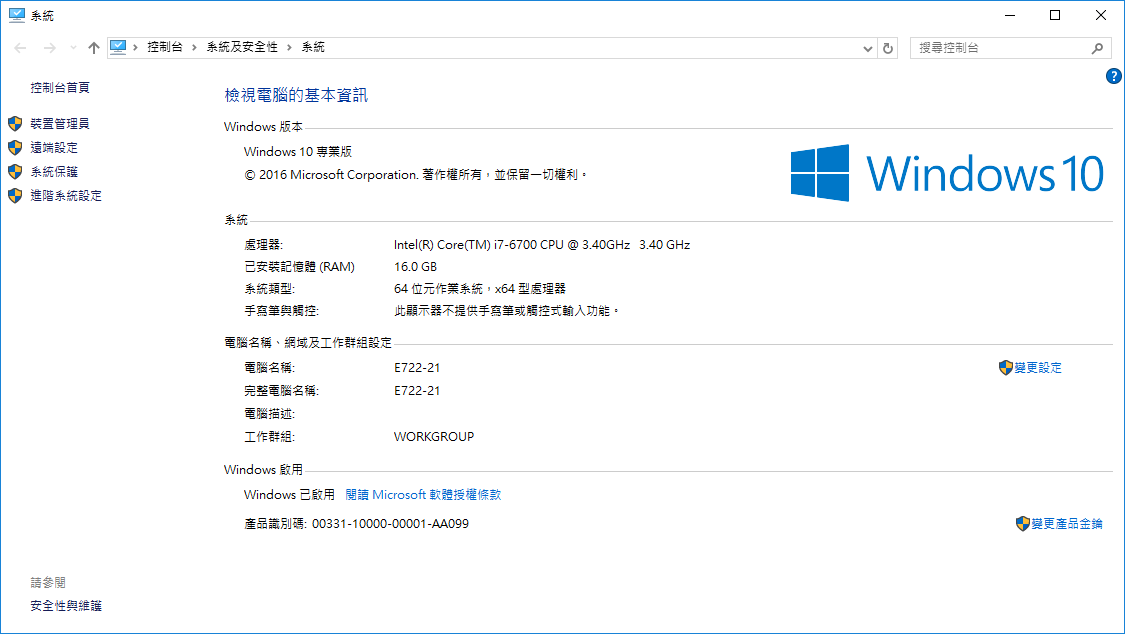 系統
控制台 系統及安全性 系統
搜尋控制台
控制台首頁
裝置管理員
遠端設定
系統保護
進階系統設定
檢視電腦的基本資訊
Windows 版本
Windows 10 專業版
© 2016 Microsoft Corporation. 著作權所有，並保留一切權利。
Windows 10
系統
處理器: Intel(R) Core(TM) i7-6700 CPU @ 3.40GHz 3.40 GHz
已安裝記憶體 (RAM) 16.0 GB
系統類型: 64 位元作業系統，x64 型處理器
手寫筆與觸控: 此顯示器不提供手寫筆或觸控式輸入功能。
電腦名稱、網域及工作群組設定
電腦名稱: E722-21 變更設定
完整電腦名稱: E722-21
電腦描述:
工作群組: WORKGROUP
Windows 啟用
Windows 已啟用 閱讀 Microsoft 軟體授權條款
產品識別碼: 00331-10000-00001-AA099 變更產品金鑰
請參閱
安全性與維護